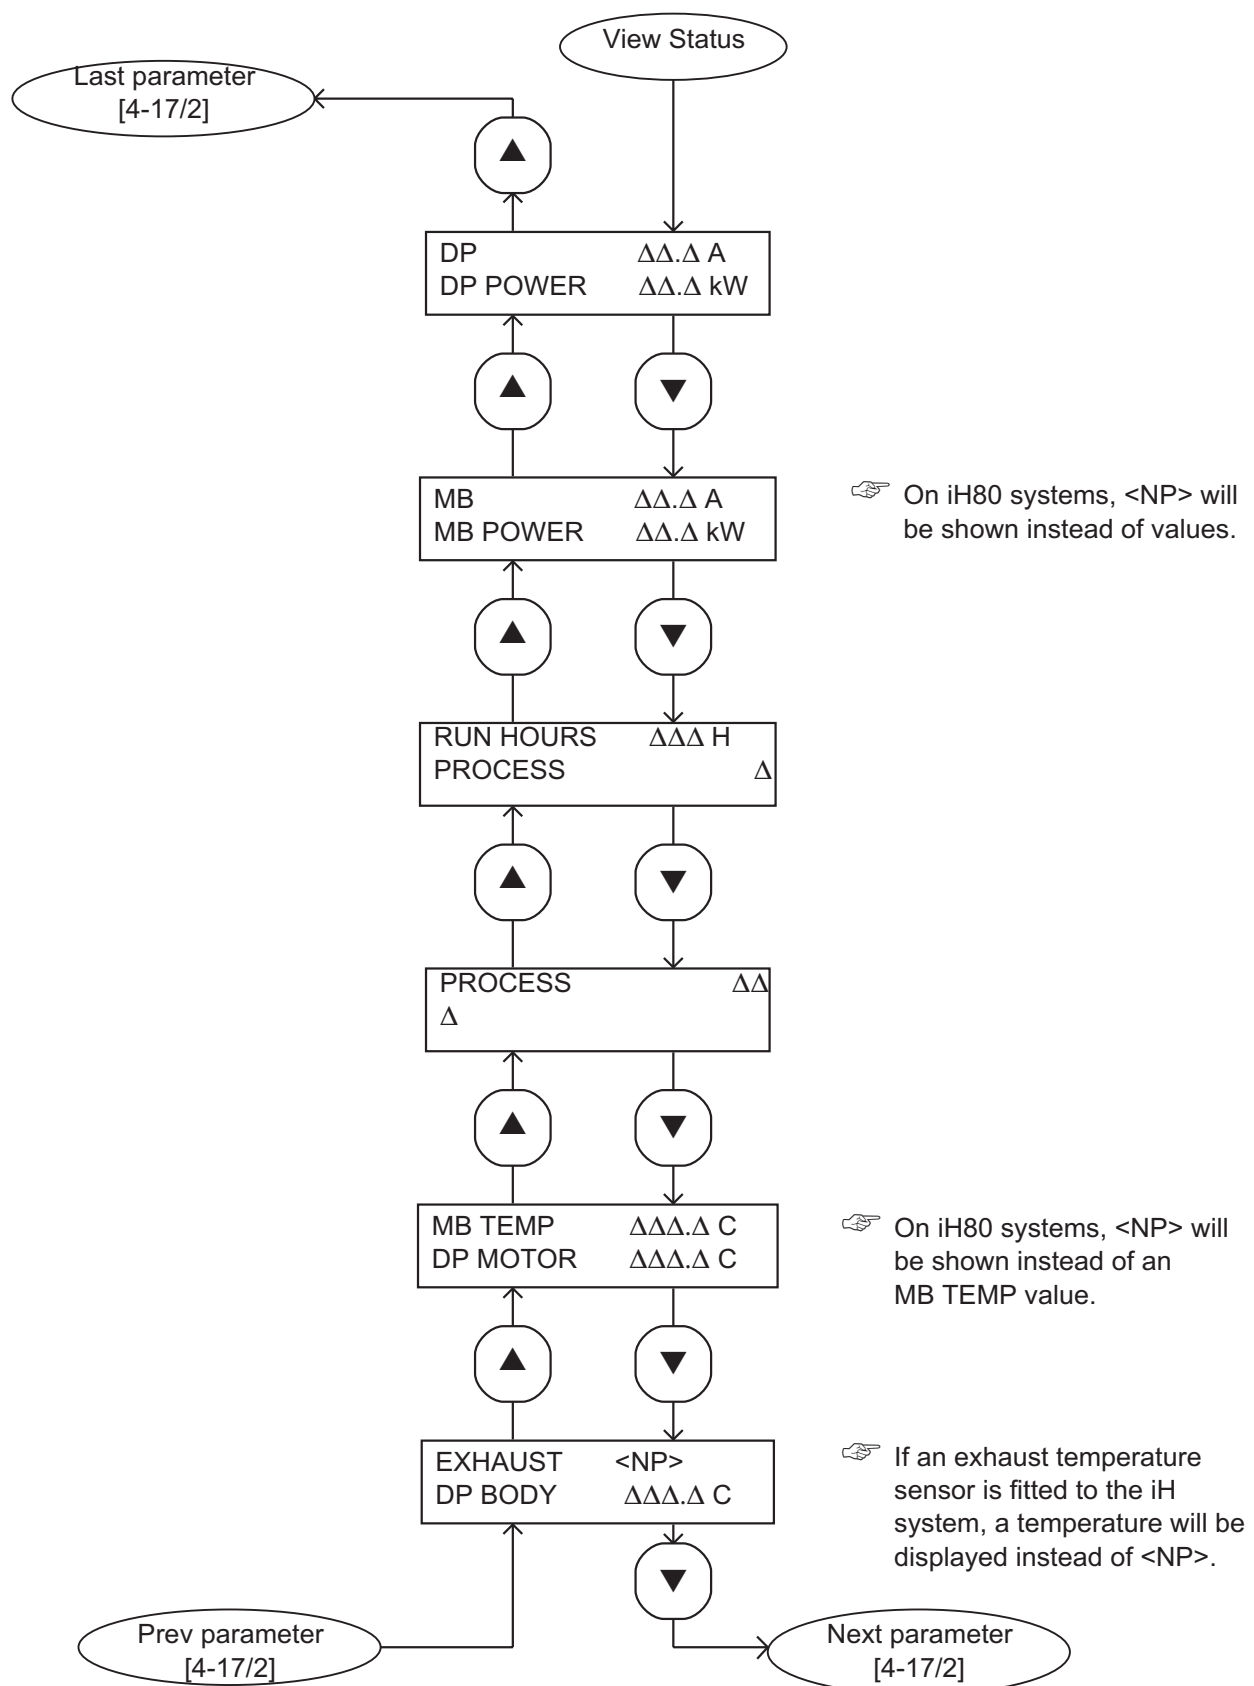 View Status
Last parameter
[4-17/2]
DP ΔΔ.Δ A
DP POWER ΔΔ.Δ kW
MB ΔΔ.Δ A
MB POWER ΔΔ.Δ kW
☞ On iH80 systems, <NP> will
be shown instead of values.
RUN HOURS ΔΔΔ H
PROCESS Δ
PROCESS ΔΔ
Δ
MB TEMP ΔΔΔ.Δ C
DP MOTOR ΔΔΔ.Δ C
☞ On iH80 systems, <NP> will
be shown instead of an
MB TEMP value.
EXHAUST <NP>
DP BODY ΔΔΔ.Δ C
☞ If an exhaust temperature
sensor is fitted to the iH
system, a temperature will be
displayed instead of <NP>.
Prev parameter
[4-17/2]
Next parameter
[4-17/2]